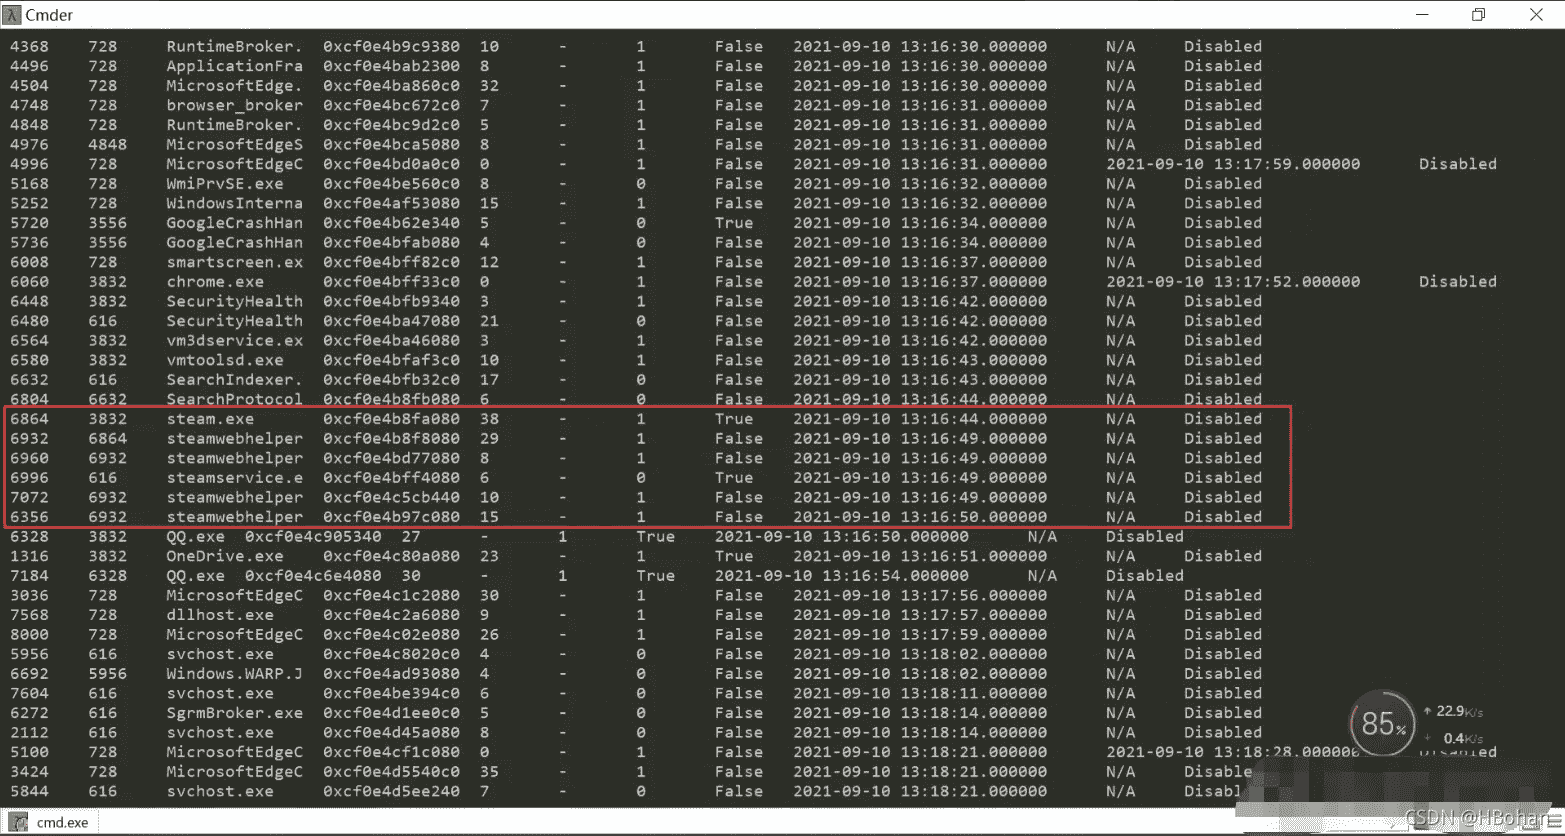 Cmder
4368 728 RuntimeBroker. 0xcf0e4b9c9380 10 - 1 False 2021-09-10 13:16:30.000000 N/A Disabled
4496 728 ApplicationFra 0xcf0e4bab2300 8 - 1 False 2021-09-10 13:16:30.000000 N/A Disabled
4504 728 MicrosoftEdge. 0xcf0e4ba860c0 32 - 1 False 2021-09-10 13:16:30.000000 N/A Disabled
4748 728 browser_broker 0xcf0e4bc672c0 7 - 1 False 2021-09-10 13:16:31.000000 N/A Disabled
4848 728 RuntimeBroker. 0xcf0e4bc9d2c0 5 - 1 False 2021-09-10 13:16:31.000000 N/A Disabled
4976 4848 MicrosoftEdgeS 0xcf0e4bca5080 8 - 1 False 2021-09-10 13:16:31.000000 N/A Disabled
4996 728 MicrosoftEdgeC 0xcf0e4bd0a0c0 0 - 1 False 2021-09-10 13:16:31.000000 2021-09-10 13:17:59.000000 Disabled
5168 728 WmiPrvSE.exe 0xcf0e4be560c0 8 - 0 False 2021-09-10 13:16:32.000000 N/A Disabled
5252 728 WindowsInterna 0xcf0e4af53080 15 - 1 False 2021-09-10 13:16:32.000000 N/A Disabled
5720 3556 GoogleCrashHan 0xcf0e4b62e340 5 - 0 True 2021-09-10 13:16:34.000000 N/A Disabled
5736 3556 GoogleCrashHan 0xcf0e4bfab080 4 - 0 False 2021-09-10 13:16:34.000000 N/A Disabled
6008 728 smartscreen.ex 0xcf0e4bff82c0 12 - 1 False 2021-09-10 13:16:37.000000 N/A Disabled
6060 3832 chrome.exe 0xcf0e4bff33c0 0 - 1 False 2021-09-10 13:16:37.000000 2021-09-10 13:17:52.000000 Disabled
6448 3832 SecurityHealth 0xcf0e4bfb9340 3 - 1 False 2021-09-10 13:16:42.000000 N/A Disabled
6480 616 SecurityHealth 0xcf0e4ba47080 21 - 0 False 2021-09-10 13:16:42.000000 N/A Disabled
6564 3832 vm3dservice.ex 0xcf0e4ba46080 3 - 1 False 2021-09-10 13:16:42.000000 N/A Disabled
6580 3832 vmtoolsd.exe 0xcf0e4bfaf3c0 10 - 1 False 2021-09-10 13:16:43.000000 N/A Disabled
6632 616 SearchIndexer. 0xcf0e4bfb32c0 17 - 0 False 2021-09-10 13:16:43.000000 N/A Disabled
6804 6632 SearchProtocol 0xcf0e4b8fb080 6 - 0 False 2021-09-10 13:16:44.000000 N/A Disabled
6864 3832 steam.exe 0xcf0e4b8fa080 38 - 1 True 2021-09-10 13:16:44.000000 N/A Disabled
6932 6864 steamwebhelper 0xcf0e4b8f8080 29 - 1 False 2021-09-10 13:16:49.000000 N/A Disabled
6960 6932 steamwebhelper 0xcf0e4bd77080 8 - 1 False 2021-09-10 13:16:49.000000 N/A Disabled
6996 616 steamservice.e 0xcf0e4bff4080 6 - 0 True 2021-09-10 13:16:49.000000 N/A Disabled
7072 6932 steamwebhelper 0xcf0e4c5cb440 10 - 1 False 2021-09-10 13:16:49.000000 N/A Disabled
6356 6932 steamwebhelper 0xcf0e4b97c080 15 - 1 False 2021-09-10 13:16:50.000000 N/A Disabled
6328 3832 QQ.exe 0xcf0e4c905340 27 - 1 True 2021-09-10 13:16:50.000000 N/A Disabled
1316 3832 OneDrive.exe 0xcf0e4c80a080 23 - 1 True 2021-09-10 13:16:51.000000 N/A Disabled
7184 6328 QQ.exe 0xcf0e4c6e4080 30 - 1 True 2021-09-10 13:16:54.000000 N/A Disabled
3036 728 MicrosoftEdgeC 0xcf0e4c1c2080 30 - 1 False 2021-09-10 13:17:56.000000 N/A Disabled
7568 728 dllhost.exe 0xcf0e4c2a6080 9 - 1 False 2021-09-10 13:17:57.000000 N/A Disabled
8000 728 MicrosoftEdgeC 0xcf0e4c02e080 26 - 1 False 2021-09-10 13:17:59.000000 N/A Disabled
5956 616 svchost.exe 0xcf0e4c8020c0 4 - 0 False 2021-09-10 13:18:02.000000 N/A Disabled
6692 5956 Windows.WARP.J 0xcf0e4ad93080 4 - 0 False 2021-09-10 13:18:02.000000 N/A Disabled
7604 616 svchost.exe 0xcf0e4be394c0 6 - 0 False 2021-09-10 13:18:11.000000 N/A Disabled
6272 616 SgrmBroker.exe 0xcf0e4d1ee0c0 5 - 0 False 2021-09-10 13:18:14.000000 N/A Disabled
2112 616 svchost.exe 0xcf0e4d45a080 8 - 0 False 2021-09-10 13:18:14.000000 N/A Disabled
5100 728 MicrosoftEdgeC 0xcf0e4cf1c080 0 - 1 False 2021-09-10 13:18:21.000000 2021-09-10 13:18:28.000000 Disabled
3424 728 MicrosoftEdgeC 0xcf0e4d5540c0 35 - 1 False 2021-09-10 13:18:21.000000 N/A Disable
5844 616 svchost.exe 0xcf0e4d5ee240 7 - 0 False 2021-09-10 13:18:21.000000 N/A Disabl
85%
22.9K/s
0.4K/s
cmd.exe
CSDN @HBohan